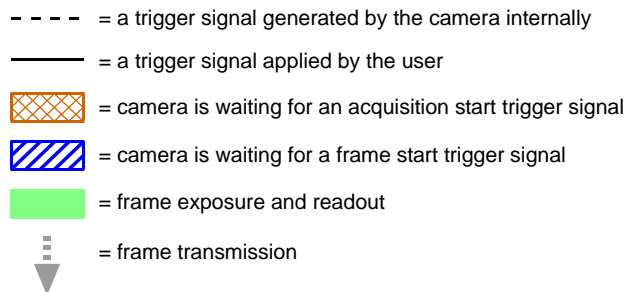 = a trigger signal generated by the camera internally
= a trigger signal applied by the user
= camera is waiting for an acquisition start trigger signal
= camera is waiting for a frame start trigger signal
= frame exposure and readout
= frame transmission